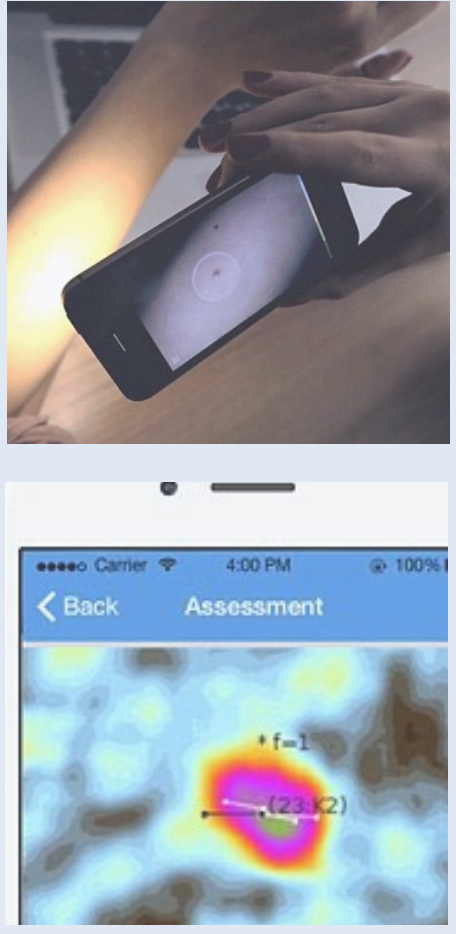 Carrier 4:00 PM 100%
Back Assessment
* f=1
(23 K2)